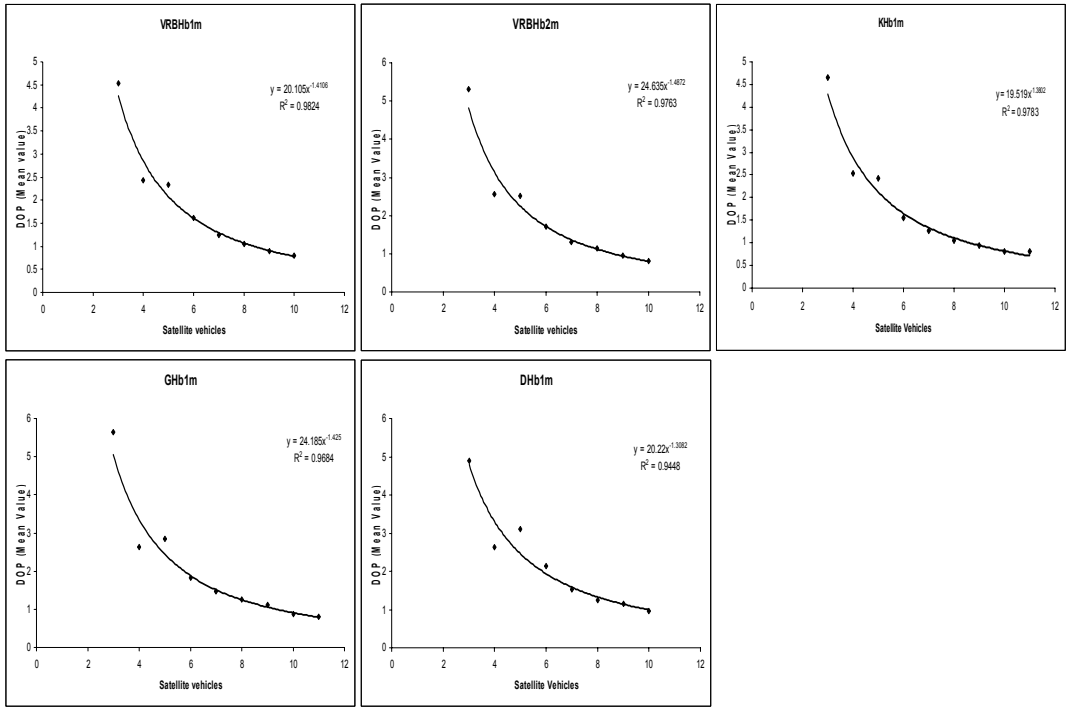 VRBHb1m
5
4.5
4
3.5
3
2.5
2
1.5
1
0.5
0
y = 20.105x^-1.4106
R² = 0.9824
DOP (Mean value)
0 2 4 6 8 10 12
Satellite vehicles
VRBHb2m
6
5
4
3
2
1
0
y = 24.635x^-1.4872
R² = 0.9763
DOP (Mean Value)
0 2 4 6 8 10 12
Satellite Vehicles
KHb1m
5
4.5
4
3.5
3
2.5
2
1.5
1
0.5
0
y = 19.519x^-1.3802
R² = 0.9783
DOP (Mean Value)
0 2 4 6 8 10 12
Satellite Vehicles
GHb1m
6
5
4
3
2
1
0
y = 24.185x^-1.425
R² = 0.9684
DOP (Mean Value)
0 2 4 6 8 10 12
Satellite Vehicles
DHb1m
6
5
4
3
2
1
0
y = 20.22x^-1.3082
R² = 0.9448
DOP (Mean Value)
0 2 4 6 8 10 12
Satellite Vehicles